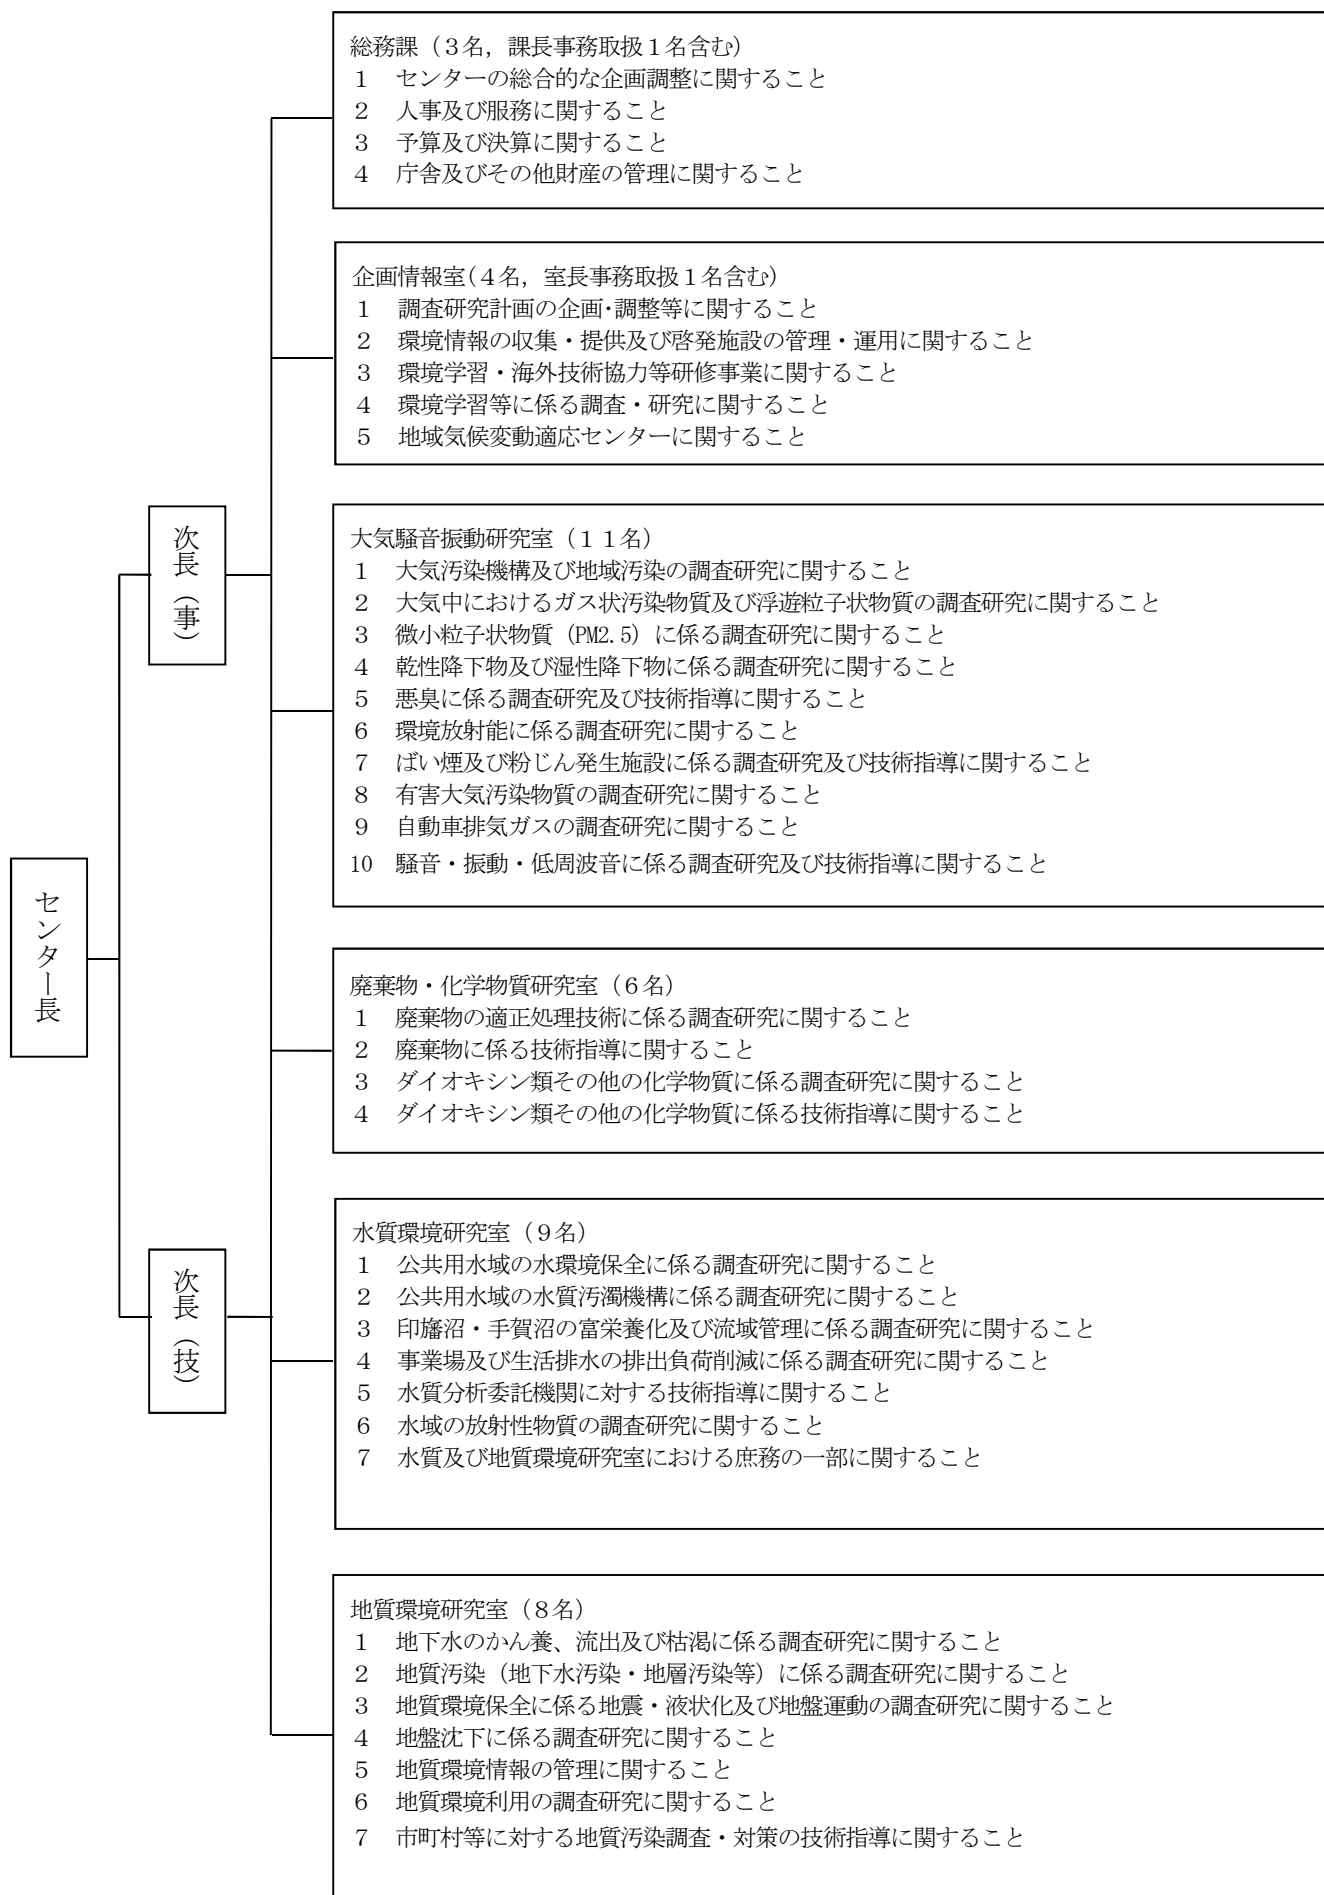 総務課（３名，課長事務取扱１名含む）
１　センターの総合的な企画調整に関すること
２　人事及び服務に関すること
３　予算及び決算に関すること
４　庁舎及びその他財産の管理に関すること
企画情報室（４名，室長事務取扱１名含む）
１　調査研究計画の企画・調整等に関すること
２　環境情報の収集・提供及び啓発施設の管理・運用に関すること
３　環境学習・海外技術協力等研修事業に関すること
４　環境学習等に係る調査・研究に関すること
５　地域気候変動適応センターに関すること
次長（事）
大気騒音振動研究室（１１名）
１　大気汚染機構及び地域汚染の調査研究に関すること
２　大気中におけるガス状汚染物質及び浮遊粒子状物質の調査研究に関すること
３　微小粒子状物質（PM2.5）に係る調査研究に関すること
４　乾性降下物及び湿性降下物に係る調査研究に関すること
５　悪臭に係る調査研究及び技術指導に関すること
６　環境放射能に係る調査研究に関すること
７　ばい煙及び粉じん発生施設に係る調査研究及び技術指導に関すること
８　有害大気汚染物質の調査研究に関すること
９　自動車排気ガスの調査研究に関すること
10　騒音・振動・低周波音に係る調査研究及び技術指導に関すること
センター長
廃棄物・化学物質研究室（６名）
１　廃棄物の適正処理技術に係る調査研究に関すること
２　廃棄物に係る技術指導に関すること
３　ダイオキシン類その他の化学物質に係る調査研究に関すること
４　ダイオキシン類その他の化学物質に係る技術指導に関すること
次長（技）
水質環境研究室（９名）
１　公共用水域の水環境保全に係る調査研究に関すること
２　公共用水域の水質汚濁機構に係る調査研究に関すること
３　印旛沼・手賀沼の富栄養化及び流域管理に係る調査研究に関すること
４　事業場及び生活排水の排出負荷削減に係る調査研究に関すること
５　水質分析委託機関に対する技術指導に関すること
６　水域の放射性物質の調査研究に関すること
７　水質及び地質環境研究室における庶務の一部に関すること
地質環境研究室（８名）
１　地下水のかん養、流出及び枯渇に係る調査研究に関すること
２　地質汚染（地下水汚染・地層汚染等）に係る調査研究に関すること
３　地質環境保全に係る地震・液状化及び地盤運動の調査研究に関すること
４　地盤沈下に係る調査研究に関すること
５　地質環境情報の管理に関すること
６　地質環境利用の調査研究に関すること
７　市町村等に対する地質汚染調査・対策の技術指導に関すること